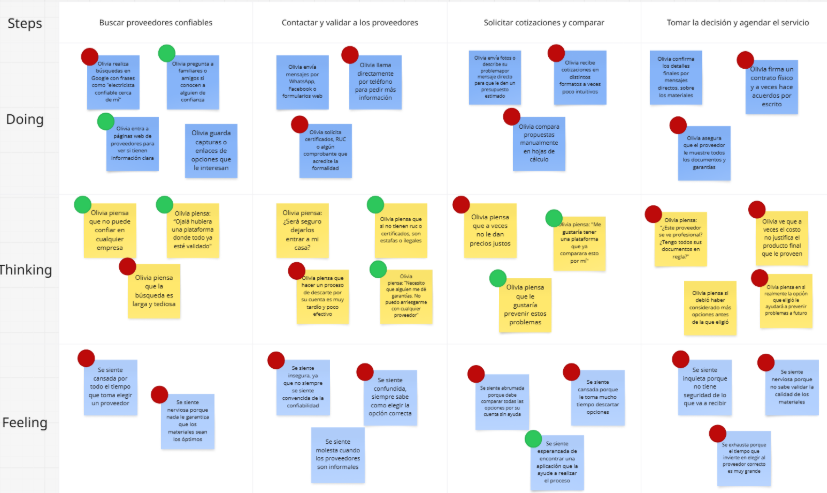 Steps
Buscar proveedores confiables
Contactar y validar a los proveedores
Solicitar cotizaciones y comparar
Tomar la decisión y agendar el servicio
Doing
Olivia realiza
búsquedas en
Google con frases
como "electricista
confiable cerca
de mí"
Olivia pregunta a
familiares o
amigos si
conocen a
alguien de
confianza
Olivia entra a
páginas web de
proveedores para
ver si tienen
información clara
Olivia guarda
capturas o
enlaces de
opciones que
le interesan
Olivia envía
mensajes por
WhatsApp,
Facebook o
formularios web
Olivia llama
directamente
por teléfono
para pedir más
información
Olivia solicita
certificados, RUC
o algún
comprobante que
acredite la
formalidad
Olivia envía fotos o
describe su
problema por
mensaje directo
para que le den un
presupuesto
estimado
Olivia recibe
cotizaciones en
distintos
formatos a veces
poco intuitivos
Olivia compara
propuestas
manualmente
en hojas de
cálculo
Olivia confirma
los detalles
finales por
mensajes
directos, sobre
los materiales
Olivia firma un
contrato físico
y a veces hace
acuerdos por
escrito
Olivia asegura
que el proveedor
le muestre todos
los documentos y
garantías
Thinking
Olivia piensa
que no puede
confiar en
cualquier
empresa
Olivia piensa:
"Ojalá hubiera
una plataforma
donde todo ya
esté validado"
Olivia piensa
que la
búsqueda es
larga y tediosa
Olivia piensa:
¿Será seguro
dejarlos
entrar a mi
casa?
Olivia piensa que
si no tienen ruc o
certificados, son
estafas o ilegales
Olivia piensa que
hacer un proceso
de descarte por
su cuenta es muy
tardío y poco
efectivo
Olivia
piensa: "Necesito
que alguien me dé
garantías. No
puedo arriesgarme
con cualquier
proveedor"
Olivia piensa
que a veces
no le dan
precios justos
Olivia piensa: "Me
gustaría tener
una plataforma
que ya
comparara esto
por mí"
Olivia piensa
que le
gustaría
prevenir estos
problemas
Olivia piensa:
"¿Este proveedor
se ve profesional?
¿Tengo todos sus
documentos en
regla?"
Olivia ve que a
veces el costo
no justifica el
producto final
que le proveen
Olivia piensa si
debió haber
considerado más
opciones antes
de la que eligió
Olivia piensa en si
realmente la opción
que eligió la
ayudará a prevenir
problemas a futuro
Feeling
Se siente
cansada por
todo el tiempo
que toma elegir
un proveedor
Se siente
nerviosa porque
nada le garantiza
que los
materiales sean
los óptimos
Se siente
insegura, ya
que no siempre
se siente
convencida de la
confiabilidad
Se siente
confundida,
siempre sabe
como elegir la
opción correcta
Se siente
molesta cuando
los proveedores
son informales
Se siente abrumada
porque debe
comparar todas las
opciones por su
cuenta sin ayuda
Se siente
cansada porque
la toma mucho
tiempo descartar
opciones
Se siente
esperanzada de
encontrar una
aplicación que la
ayude a realizar
el proceso
Se siente
inquieta porque
no tiene
seguridad de lo
que va a recibir
Se siente
nerviosa porque
no sabe validar la
calidad de los
materiales
Se exhausta porque
el tiempo que
invierte en elegir al
proveedor correcto
es muy grande